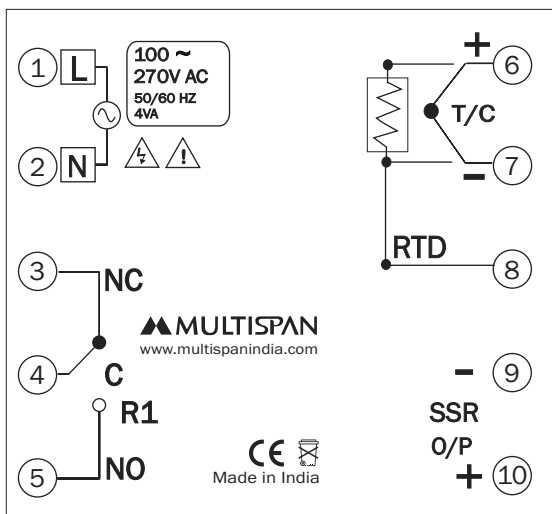 1 L
100 ~
270V AC
50/60 HZ
4VA
2 N
+ 6
T/C
- 7
RTD 8
3 NC
MULTISPAN
www.multispanindia.com
4 C
R1
5 NO
- 9
SSR
O/P
+ 10
CE
Made in India